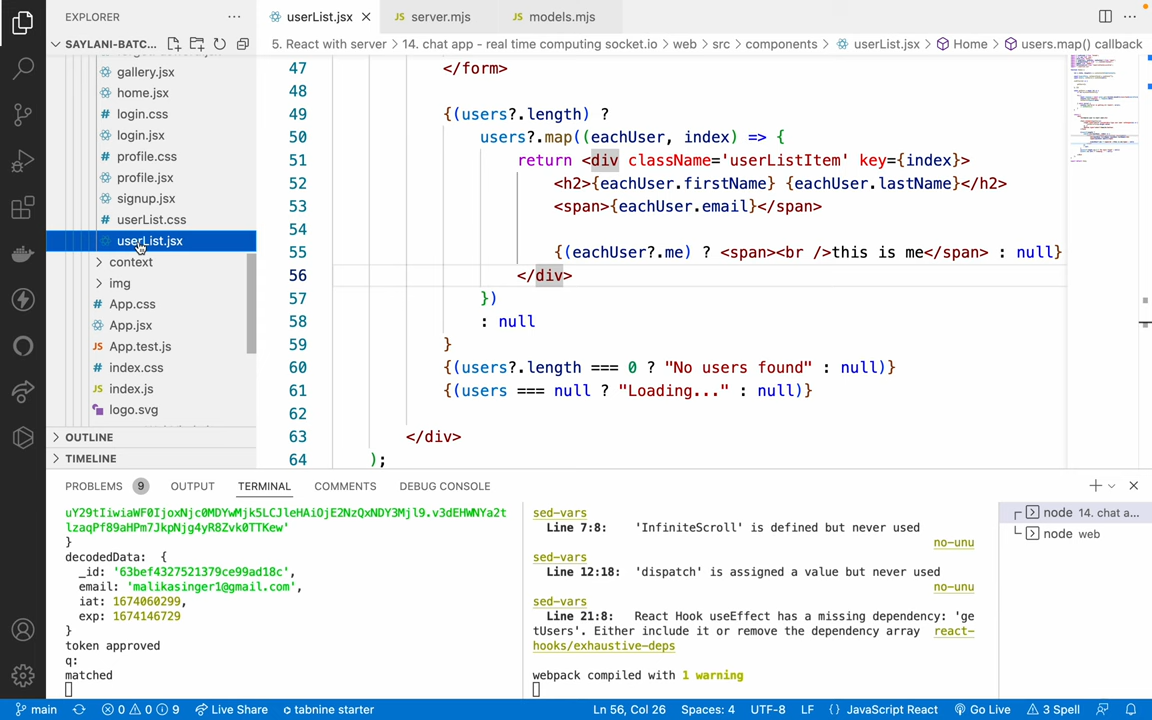 EXPLORER
userList.jsx
JS server.mjs
JS models.mjs
SAYLANI-BATC...
5. React with server > 14. chat app - real time computing socket.io > web > src > components > userList.jsx > Home > users.map() callback
gallery.jsx
home.jsx
# login.css
login.jsx
# profile.css
profile.jsx
signup.jsx
# userList.css
userList.jsx
context
img
# App.css
App.jsx
JS App.test.js
# index.css
JS index.js
logo.svg
OUTLINE
TIMELINE
47 </form>
48
49 {(users?.length) ?
50 users?.map((eachUser, index) => {
51 return <div className='userListItem' key={index}>
52 <h2>{eachUser.firstName} {eachUser.lastName}</h2>
53 <span>{eachUser.email}</span>
54
55 {(eachUser?.me) ? <span><br />this is me</span> : null}
56 </div>
57 })
58 : null
59 }
60 {(users?.length === 0 ? "No users found" : null)}
61 {(users === null ? "Loading..." : null)}
62
63 </div>
64 );
PROBLEMS 9 OUTPUT TERMINAL COMMENTS DEBUG CONSOLE
uY29tIiwiaWF0IjoxNjc0MDYwMjk5LCJleHAiOjE2NzQxNDY3Mjl9.v3dEHWNYa2t
lzaqPf89aHPm7JkpNjg4yR8Zvk0TTKew'
}
decodedData: {
_id: '63bef4327521379ce99ad18c',
email: 'malikasinger1@gmail.com',
iat: 1674060299,
exp: 1674146729
}
token approved
q:
matched
sed-vars
Line 7:8: 'InfiniteScroll' is defined but never used
no-unu
sed-vars
Line 12:18: 'dispatch' is assigned a value but never used
no-unu
sed-vars
Line 21:8: React Hook useEffect has a missing dependency: 'ge
tUsers'. Either include it or remove the dependency array react-
hooks/exhaustive-deps
webpack compiled with 1 warning
node 14. chat a...
node web
main 0 0 9 Live Share tabnine starter Ln 56, Col 26 Spaces: 4 UTF-8 LF {} JavaScript React Go Live 3 Spell